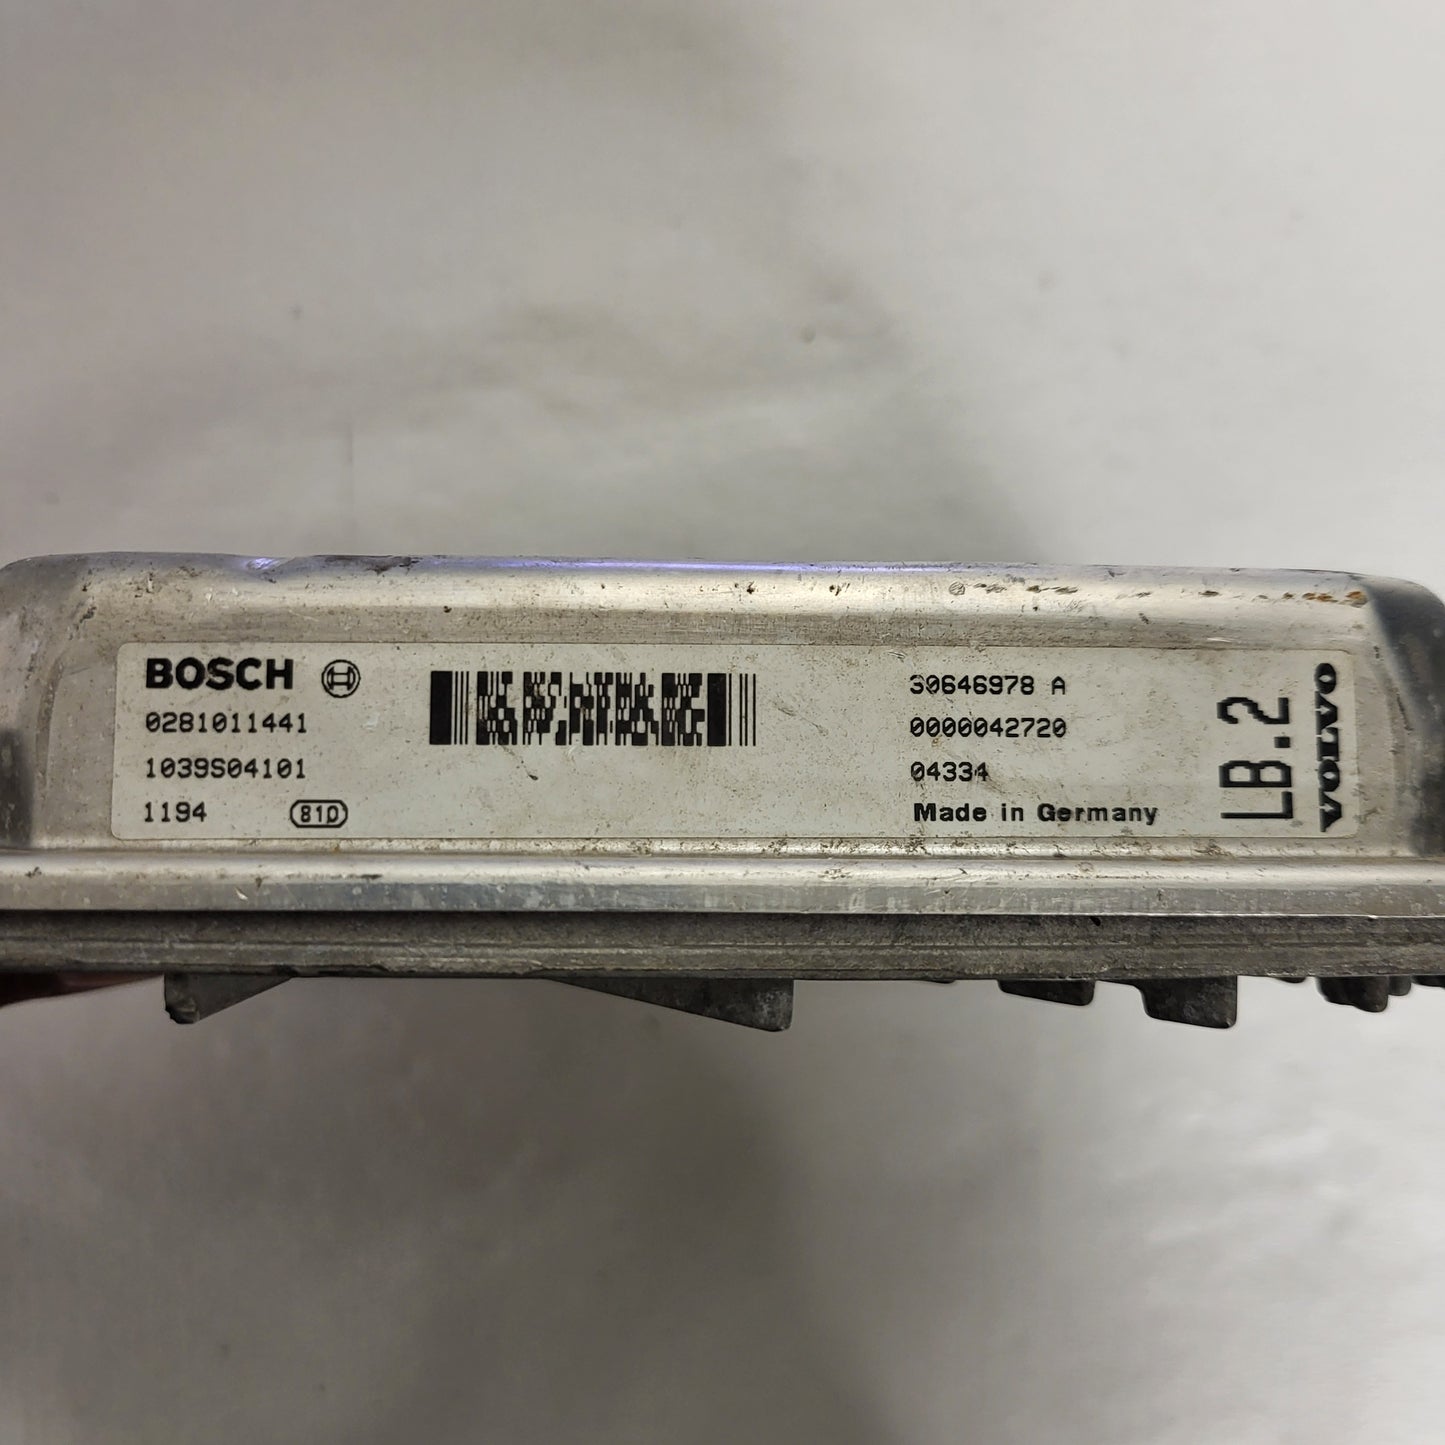 BOSCH
0281011441
1039S04101
1194 81D
30646978 A
0000042720
04334
Made in Germany
LB.2
VOLVO